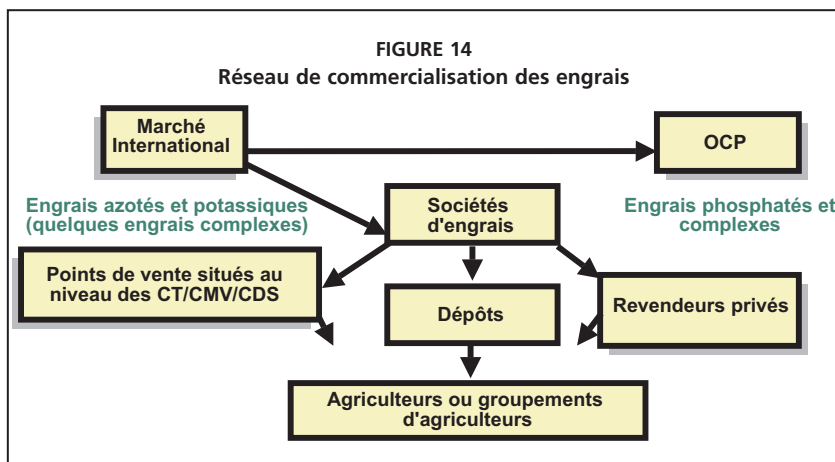 FIGURE 14
Réseau de commercialisation des engrais
Marché
International
OCP
Engrais azotés et potassiques
(quelques engrais complexes)
Sociétés
d'engrais
Engrais phosphatés et
complexes
Points de vente situés au
niveau des CT/CMV/CDS
Dépôts
Revendeurs privés
Agriculteurs ou groupements
d'agriculteurs